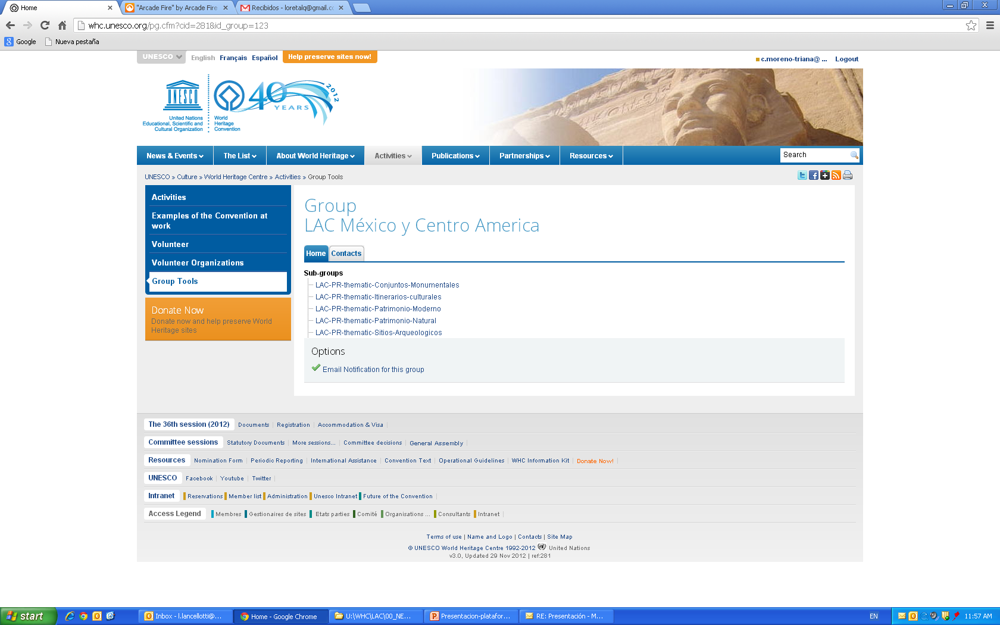 Home
"Arcade Fire" by Arcade Fire
Recibidos - loretalq@gmail.co
whc.unesco.org/pg.cfm?cid=281&id_group=123
Google
Nueva pestaña
UNESCO
English
Français
Español
Help preserve sites now!
c.moreno-triana@ ...
Logout
UNESCO
United Nations
Educational, Scientific and
Cultural Organization
World
Heritage
Convention
40
YEARS
2012
News & Events
The List
About World Heritage
Activities
Publications
Partnerships
Resources
Search
UNESCO » Culture » World Heritage Centre » Activities » Group Tools
Activities
Examples of the Convention at
work
Volunteer
Volunteer Organizations
Group Tools
Donate Now
Donate now and help preserve World
Heritage sites
Group
LAC México y Centro America
Home
Contacts
Sub-groups
LAC-PR-thematic-Conjuntos-Monumentales
LAC-PR-thematic-Itinerarios-culturales
LAC-PR-thematic-Patrimonio-Moderno
LAC-PR-thematic-Patrimonio-Natural
LAC-PR-thematic-Sitios-Arqueologicos
Options
Email Notification for this group
The 36th session (2012) Documents | Registration | Accommodation & Visa |
Committee sessions Statutory Documents | More sessions... | Committee decisions | General Assembly |
Resources Nomination Form | Periodic Reporting | International Assistance | Convention Text | Operational Guidelines | WHC Information Kit | Donate Now! |
UNESCO Facebook | Youtube | Twitter |
Intranet Reservations Member list Administration Unesco Intranet Future of the Convention |
Access Legend Membres Gestionaires de sites Etats parties Comité Organisations ... Consultants Intranet |
Terms of use | Name and Logo | Contacts | Site Map
© UNESCO World Heritage Centre 1992-2012 United Nations
v3.0, Updated 29 Nov 2012 | ref:281
start
Inbox - l.lancellotti@...
Home - Google Chrome
U:\WHC\LAC\00_NE...
Presentacion-platafor...
RE: Presentación - M...
EN
11:57 AM